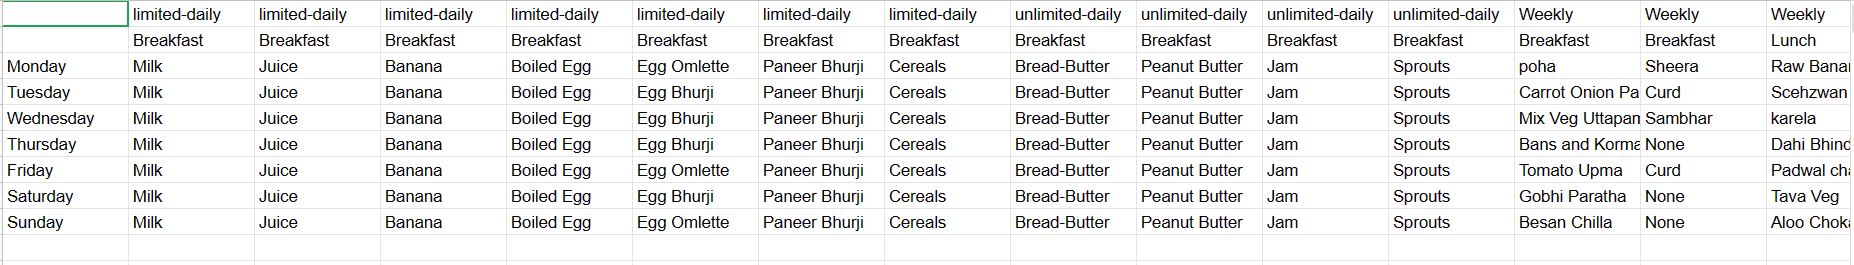 limited-daily limited-daily limited-daily limited-daily limited-daily limited-daily limited-daily unlimited-daily unlimited-daily unlimited-daily unlimited-daily Weekly Weekly Weekly
Breakfast Breakfast Breakfast Breakfast Breakfast Breakfast Breakfast Breakfast Breakfast Breakfast Breakfast Breakfast Breakfast Lunch
Monday Milk Juice Banana Boiled Egg Egg Omlette Paneer Bhurji Cereals Bread-Butter Peanut Butter Jam Sprouts poha Sheera Raw
Tuesday Milk Juice Banana Boiled Egg Egg Bhurji Paneer Bhurji Cereals Bread-Butter Peanut Butter Jam Sprouts Carrot Onion Curd Scehzwan
Wednesday Milk Juice Banana Boiled Egg Egg Bhurji Paneer Bhurji Cereals Bread-Butter Peanut Butter Jam Sprouts Mix Veg Uttapam Sambhar karela
Thursday Milk Juice Banana Boiled Egg Egg Bhurji Paneer Bhurji Cereals Bread-Butter Peanut Butter Jam Sprouts Bans and Korma None Dahi
Friday Milk Juice Banana Boiled Egg Egg Omlette Paneer Bhurji Cereals Bread-Butter Peanut Butter Jam Sprouts Tomato Upma Curd Padwal
Saturday Milk Juice Banana Boiled Egg Egg Bhurji Paneer Bhurji Cereals Bread-Butter Peanut Butter Jam Sprouts Gobhi Paratha None Tava Veg
Sunday Milk Juice Banana Boiled Egg Egg Omlette Paneer Bhurji Cereals Bread-Butter Peanut Butter Jam Sprouts Besan Chilla None Aloo